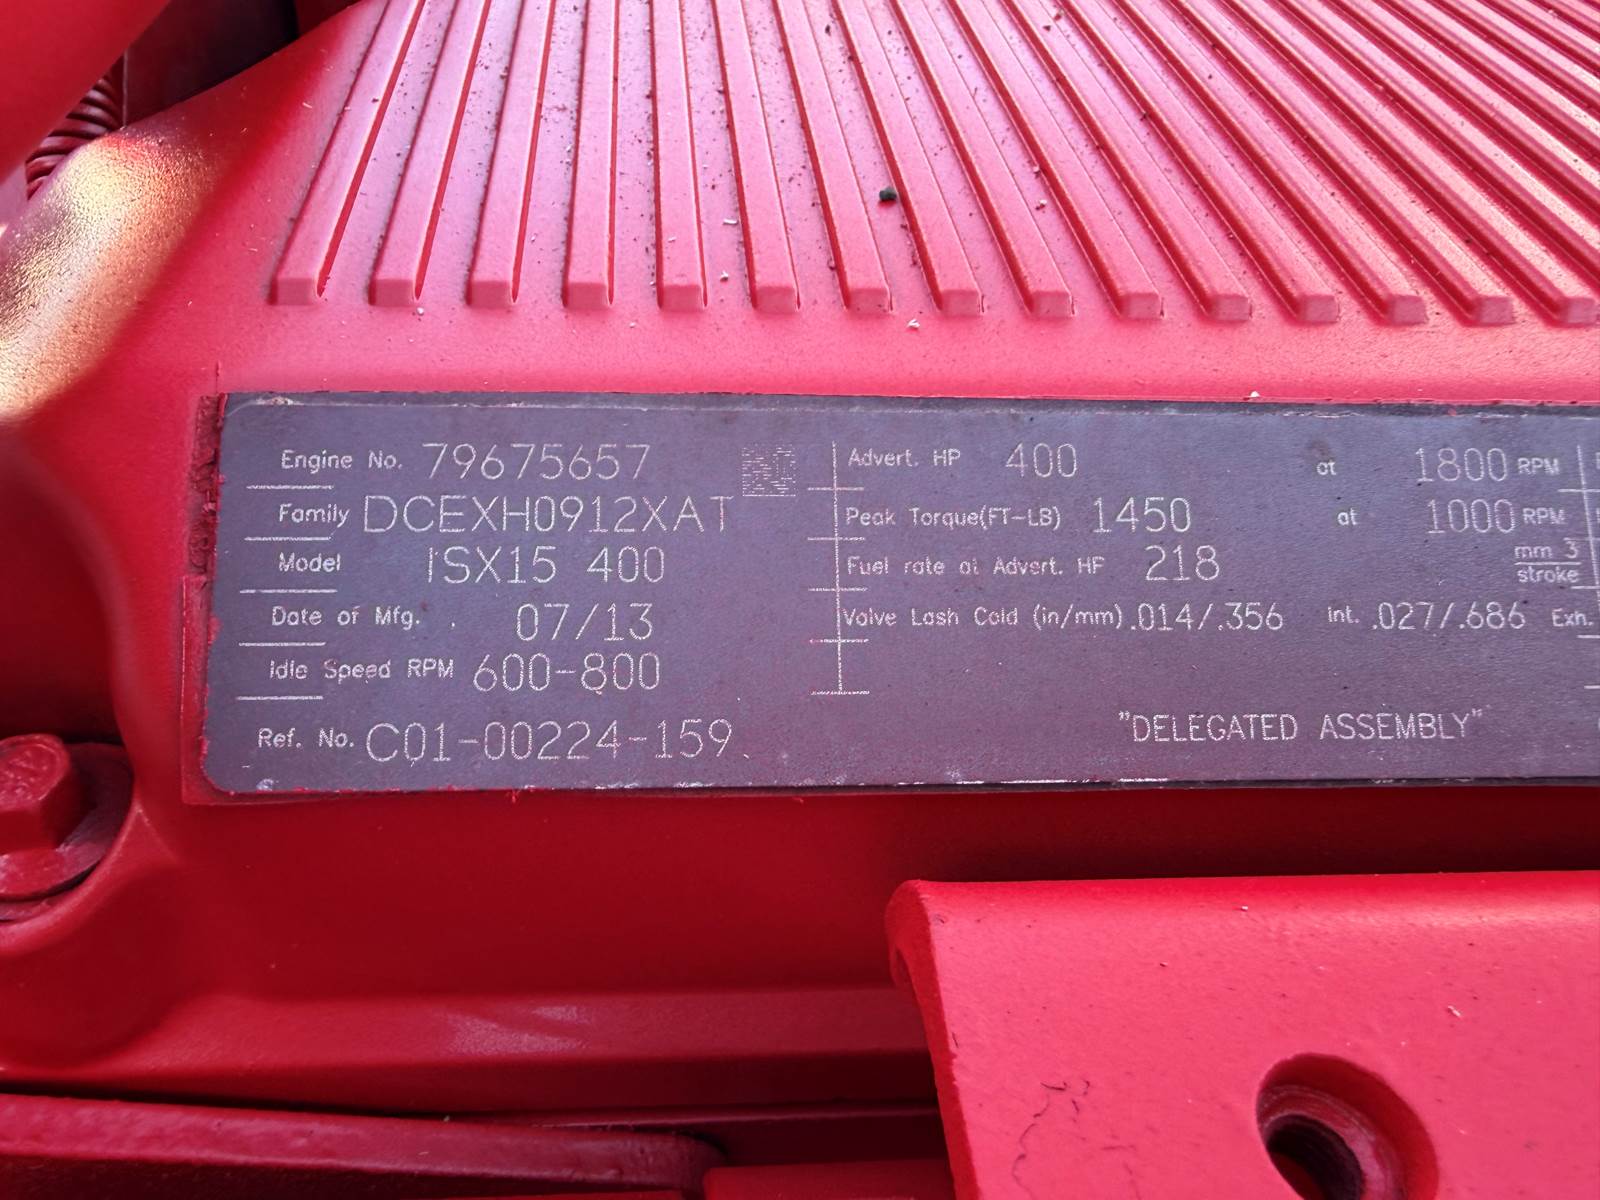 Engine No. 79675657
Family DCEXH0912XAT
Model ISX15 400
Date of Mfg. 07/13
Idle Speed RPM 600-800
Ref. No. C01-00224-159
Advert. HP 400 at 1800 RPM
Peak Torque(FT-LB) 1450 at 1000 RPM
Fuel rate at Advert. HP 218 mm 3
stroke
Valve Lash Cold (in/mm) .014/.356 Int. .027/.686 Exh.
"DELEGATED ASSEMBLY"